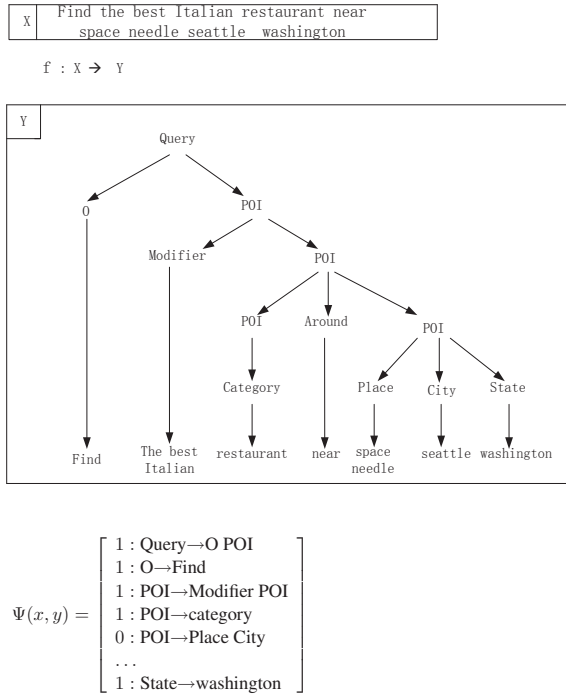 X
Find the best Italian restaurant near
space needle seattle washington
f : X → Y
Y
Query
O
POI
Modifier
POI
POI
Around
POI
Category
Place
City
State
Find
The best
Italian
restaurant
near
space
needle
seattle
washington
Ψ(x, y) =
1 : Query→O POI
1 : O→Find
1 : POI→Modifier POI
1 : POI→category
0 : POI→Place City
. . .
1 : State→washington